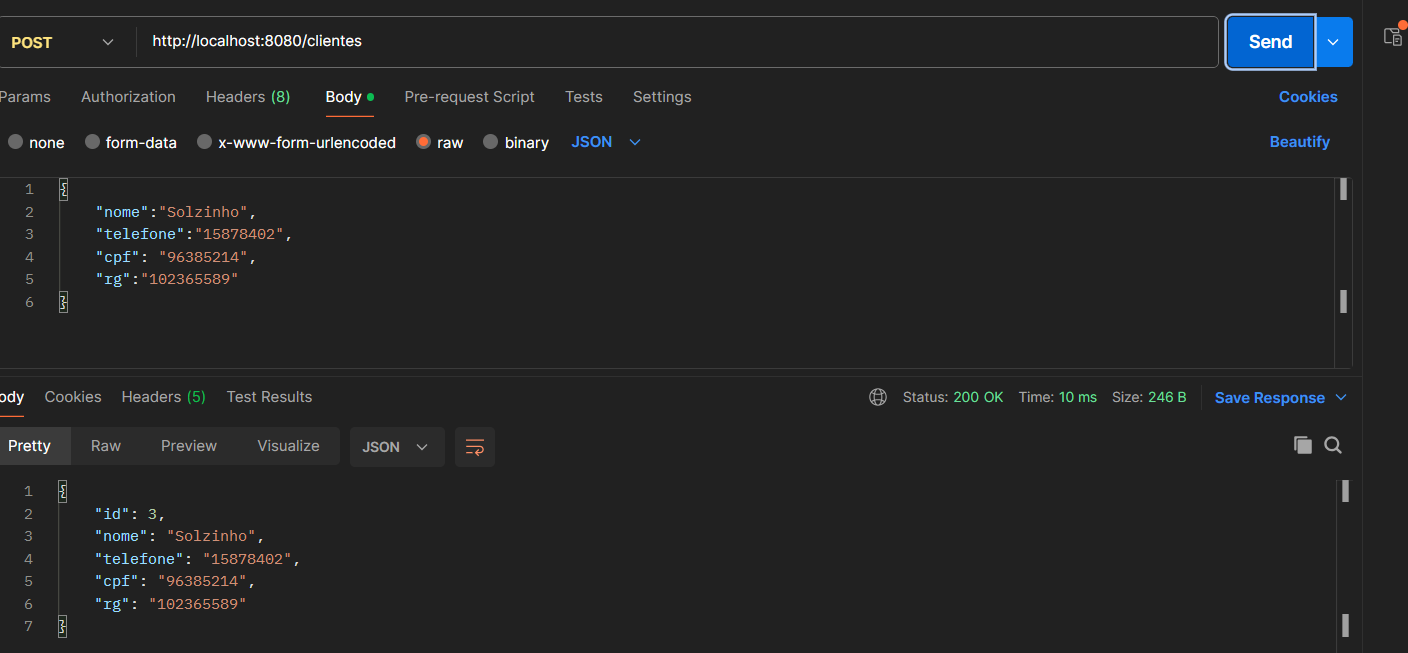 POST http://localhost:8080/clientes Send
Params Authorization Headers (8) Body Pre-request Script Tests Settings Cookies
none form-data x-www-form-urlencoded raw binary JSON Beautify
1 {
2 "nome":"Solzinho",
3 "telefone":"15878402",
4 "cpf": "96385214",
5 "rg":"102365589"
6 }
ody Cookies Headers (5) Test Results Status: 200 OK Time: 10 ms Size: 246 B Save Response
Pretty Raw Preview Visualize JSON
1 {
2 "id": 3,
3 "nome": "Solzinho",
4 "telefone": "15878402",
5 "cpf": "96385214",
6 "rg": "102365589"
7 }